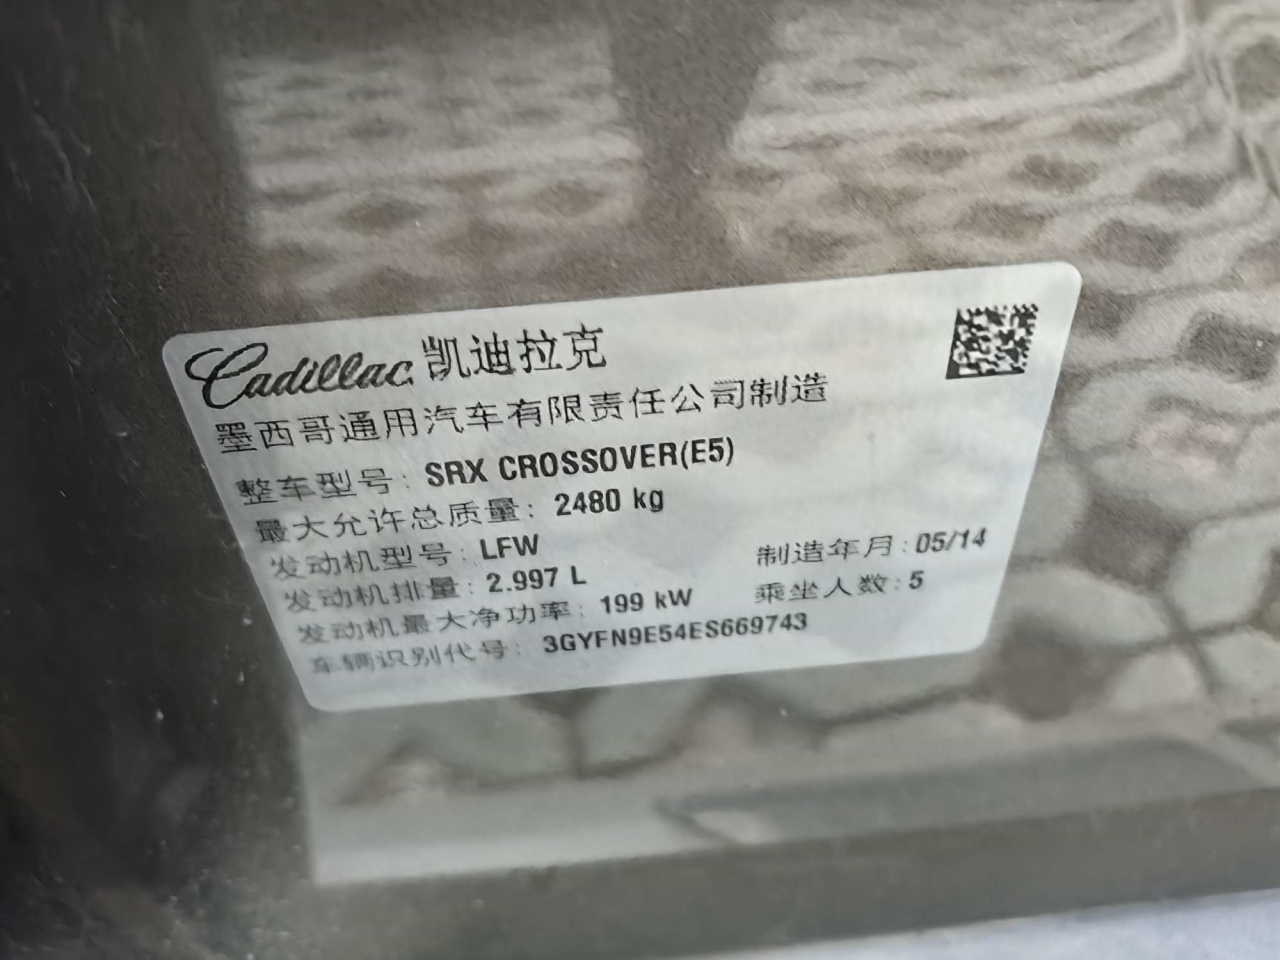 Cadillac 凯迪拉克
墨西哥通用汽车有限责任公司制造
整车型号: SRX CROSSOVER(E5)
最大允许总质量: 2480 kg
发动机型号: LFW
制造年月: 05/14
发动机排量: 2.997 L
乘坐人数: 5
发动机最大净功率: 199 kW
车辆识别代号: 3GYFN9E54ES669743